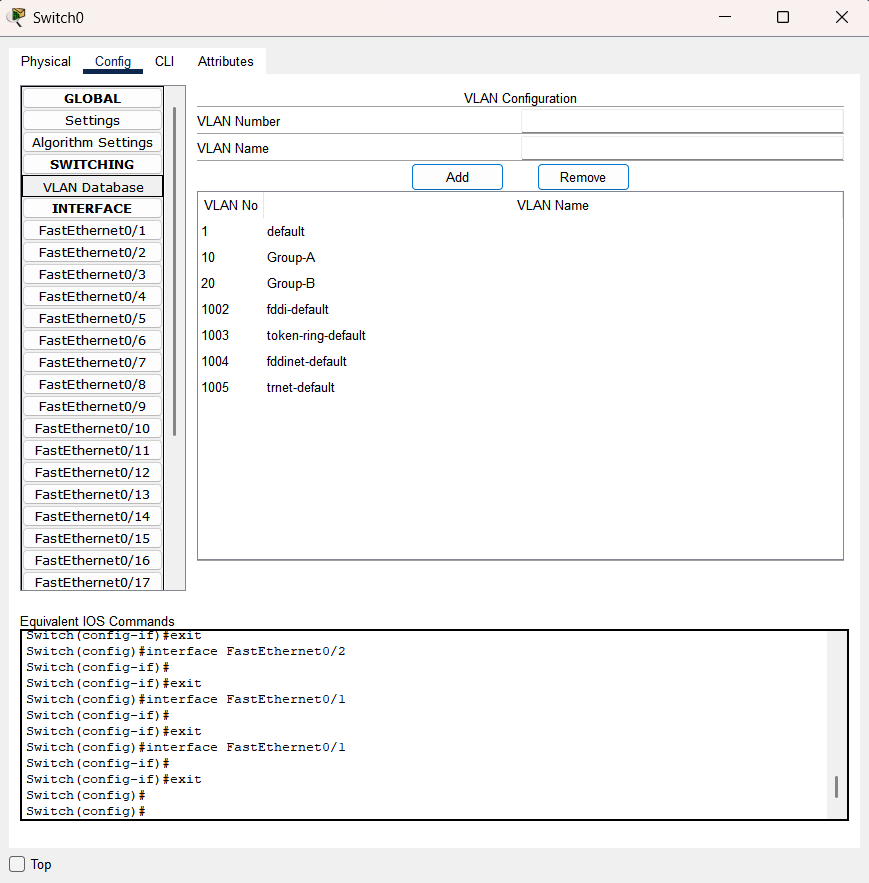 Switch0
Physical Config CLI Attributes
GLOBAL
Settings
Algorithm Settings
SWITCHING
VLAN Database
INTERFACE
FastEthernet0/1
FastEthernet0/2
FastEthernet0/3
FastEthernet0/4
FastEthernet0/5
FastEthernet0/6
FastEthernet0/7
FastEthernet0/8
FastEthernet0/9
FastEthernet0/10
FastEthernet0/11
FastEthernet0/12
FastEthernet0/13
FastEthernet0/14
FastEthernet0/15
FastEthernet0/16
FastEthernet0/17
VLAN Configuration
VLAN Number
VLAN Name
Add Remove
VLAN No VLAN Name
1 default
10 Group-A
20 Group-B
1002 fddi-default
1003 token-ring-default
1004 fddinet-default
1005 trnet-default
Equivalent IOS Commands
Switch(config-if)#exit
Switch(config)#interface FastEthernet0/2
Switch(config-if)#
Switch(config-if)#exit
Switch(config)#interface FastEthernet0/1
Switch(config-if)#
Switch(config-if)#exit
Switch(config)#interface FastEthernet0/1
Switch(config-if)#
Switch(config-if)#exit
Switch(config)#
Switch(config)#
Top